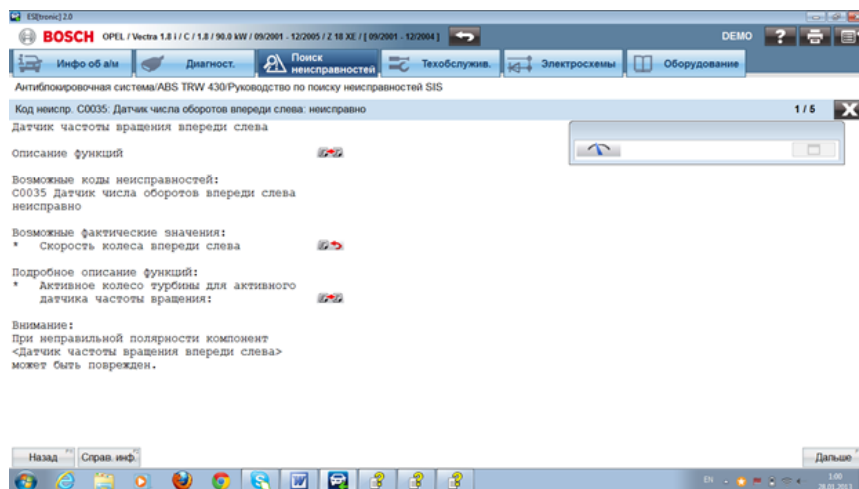 ESI[tronic] 2.0
BOSCH OPEL / Vectra 1.8 i / C / 1.8 / 90.0 kW / 09/2001 - 12/2005 / Z 18 XE / [ 09/2001 - 12/2004 ] DEMO ?
Инфо об а/м Диагност. Поиск неисправностей Техобслужив. Электросхемы Оборудование
Антиблокировочная система/ABS TRW 430/Руководство по поиску неисправностей SIS
Код неиспр. C0035: Датчик числа оборотов впереди слева: неисправно 1 / 5 X
Датчик частоты вращения впереди слева
Описание функций
Возможные коды неисправностей:
C0035 Датчик числа оборотов впереди слева
неисправно
Возможные фактические значения:
* Скорость колеса впереди слева
Подробное описание функций:
* Активное колесо турбины для активного
датчика частоты вращения:
Внимание:
При неправильной полярности компонент
<Датчик частоты вращения впереди слева>
может быть поврежден.
Назад Справ. инф. Дальше
EN 1:00
28.01.2013